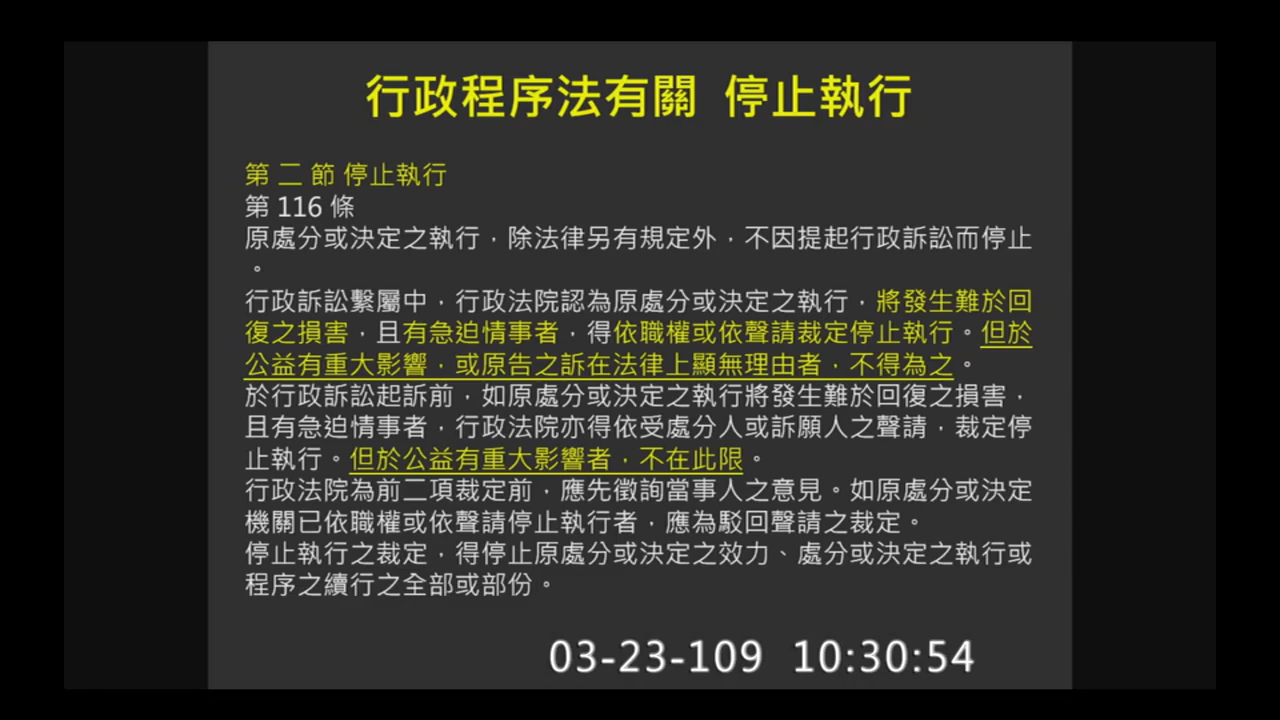 行政程序法有關 停止執行
第 二 節 停止執行
第 116 條
原處分或決定之執行，除法律另有規定外，不因提起行政訴訟而停止
。
行政訴訟繫屬中，行政法院認為原處分或決定之執行，將發生難於回
復之損害，且有急迫情事者，得依職權或依聲請裁定停止執行。但於
公益有重大影響，或原告之訴在法律上顯無理由者，不得為之。
於行政訴訟起訴前，如原處分或決定之執行將發生難於回復之損害，
且有急迫情事者，行政法院亦得依受處分人或訴願人之聲請，裁定停
止執行。但於公益有重大影響者，不在此限。
行政法院為前二項裁定前，應先徵詢當事人之意見。如原處分或決定
機關已依職權或依聲請停止執行者，應為駁回聲請之裁定。
停止執行之裁定，得停止原處分或決定之效力、處分或決定之執行或
程序之續行之全部或部份。
03-23-109 10:30:54